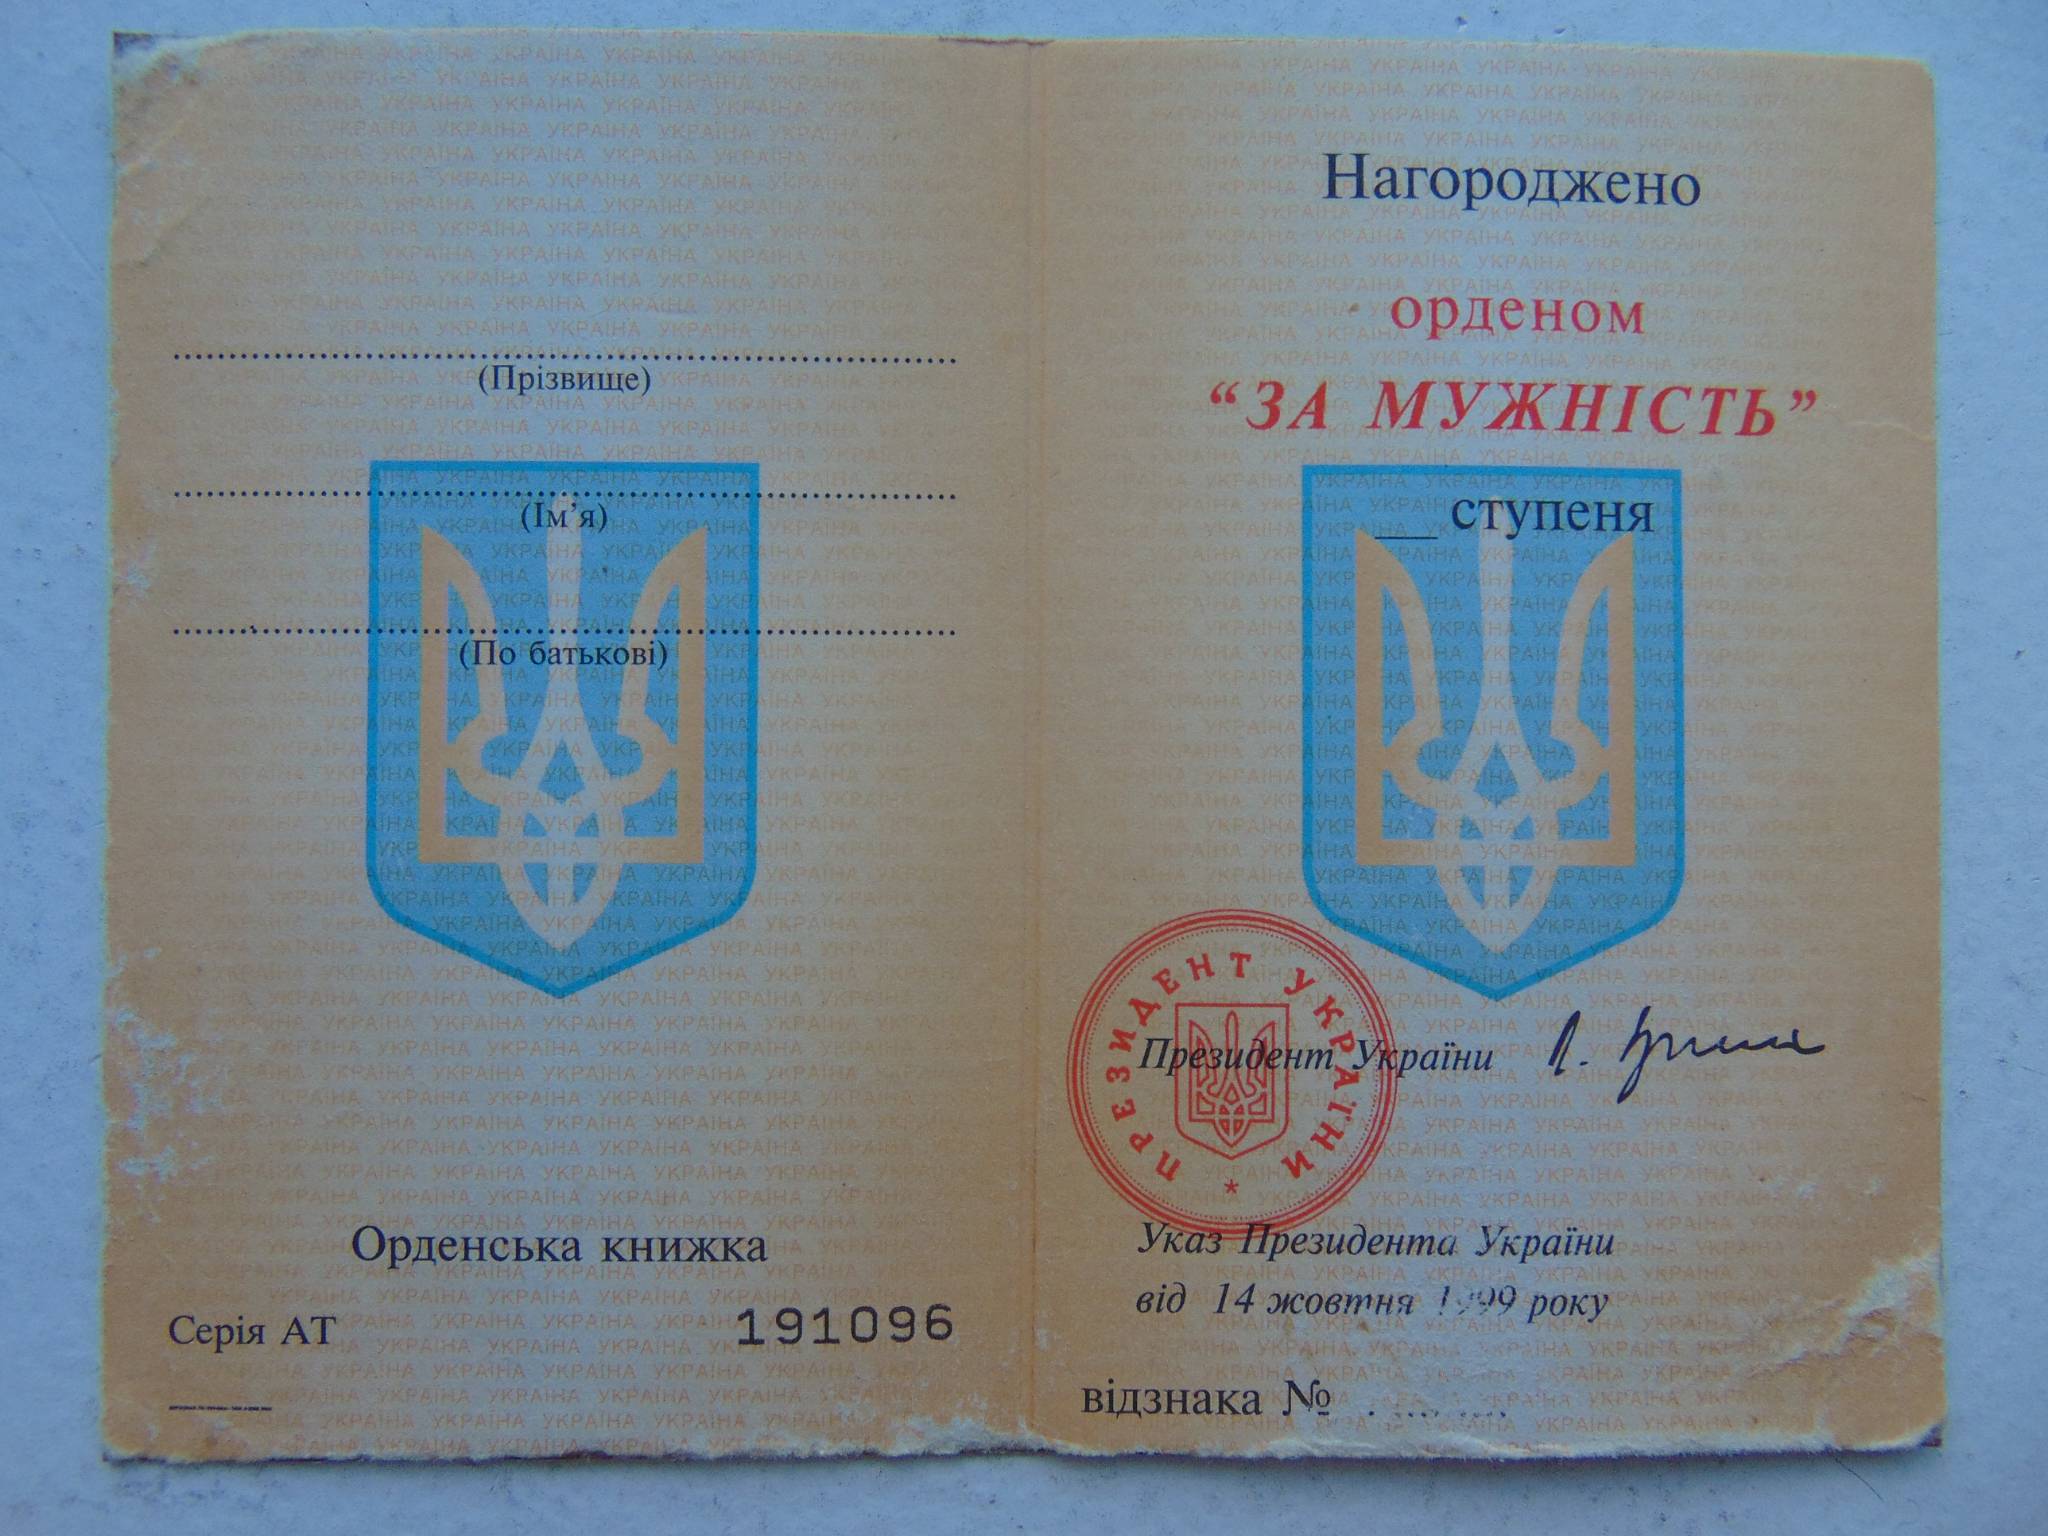 (Прізвище)
(Ім’я)
(По батькові)
Орденська книжка
Серія АТ 191096
Нагороджено
орденом
“ЗА МУЖНІСТЬ”
___ ступеня
ПРЕЗИДЕНТ УКРАЇНИ
Президент України
Указ Президента України
від 14 жовтня 1999 року
відзнака №